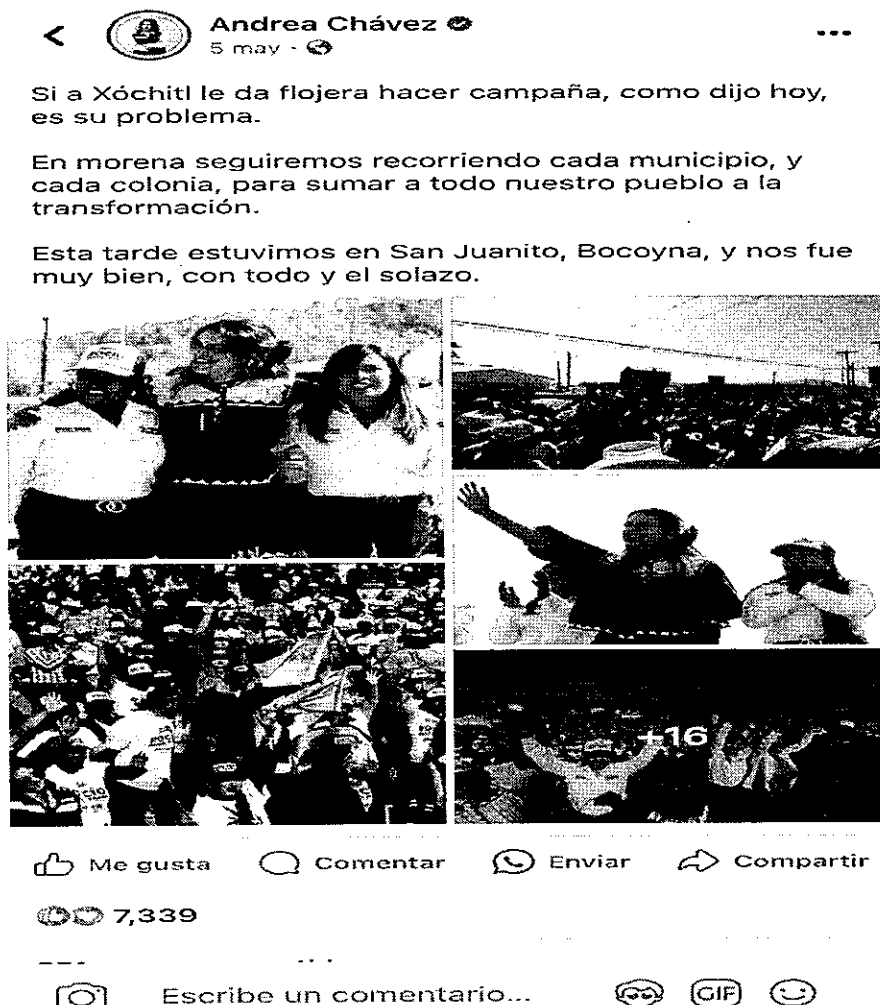 Andrea Chávez
5 may ·
Si a Xóchitl le da flojera hacer campaña, como dijo hoy,
es su problema.
En morena seguiremos recorriendo cada municipio, y
cada colonia, para sumar a todo nuestro pueblo a la
transformación.
Esta tarde estuvimos en San Juanito, Bocoyna, y nos fue
muy bien, con todo y el solazo.
+16
Me gusta Comentar Enviar Compartir
7,339
Escribe un comentario... GIF